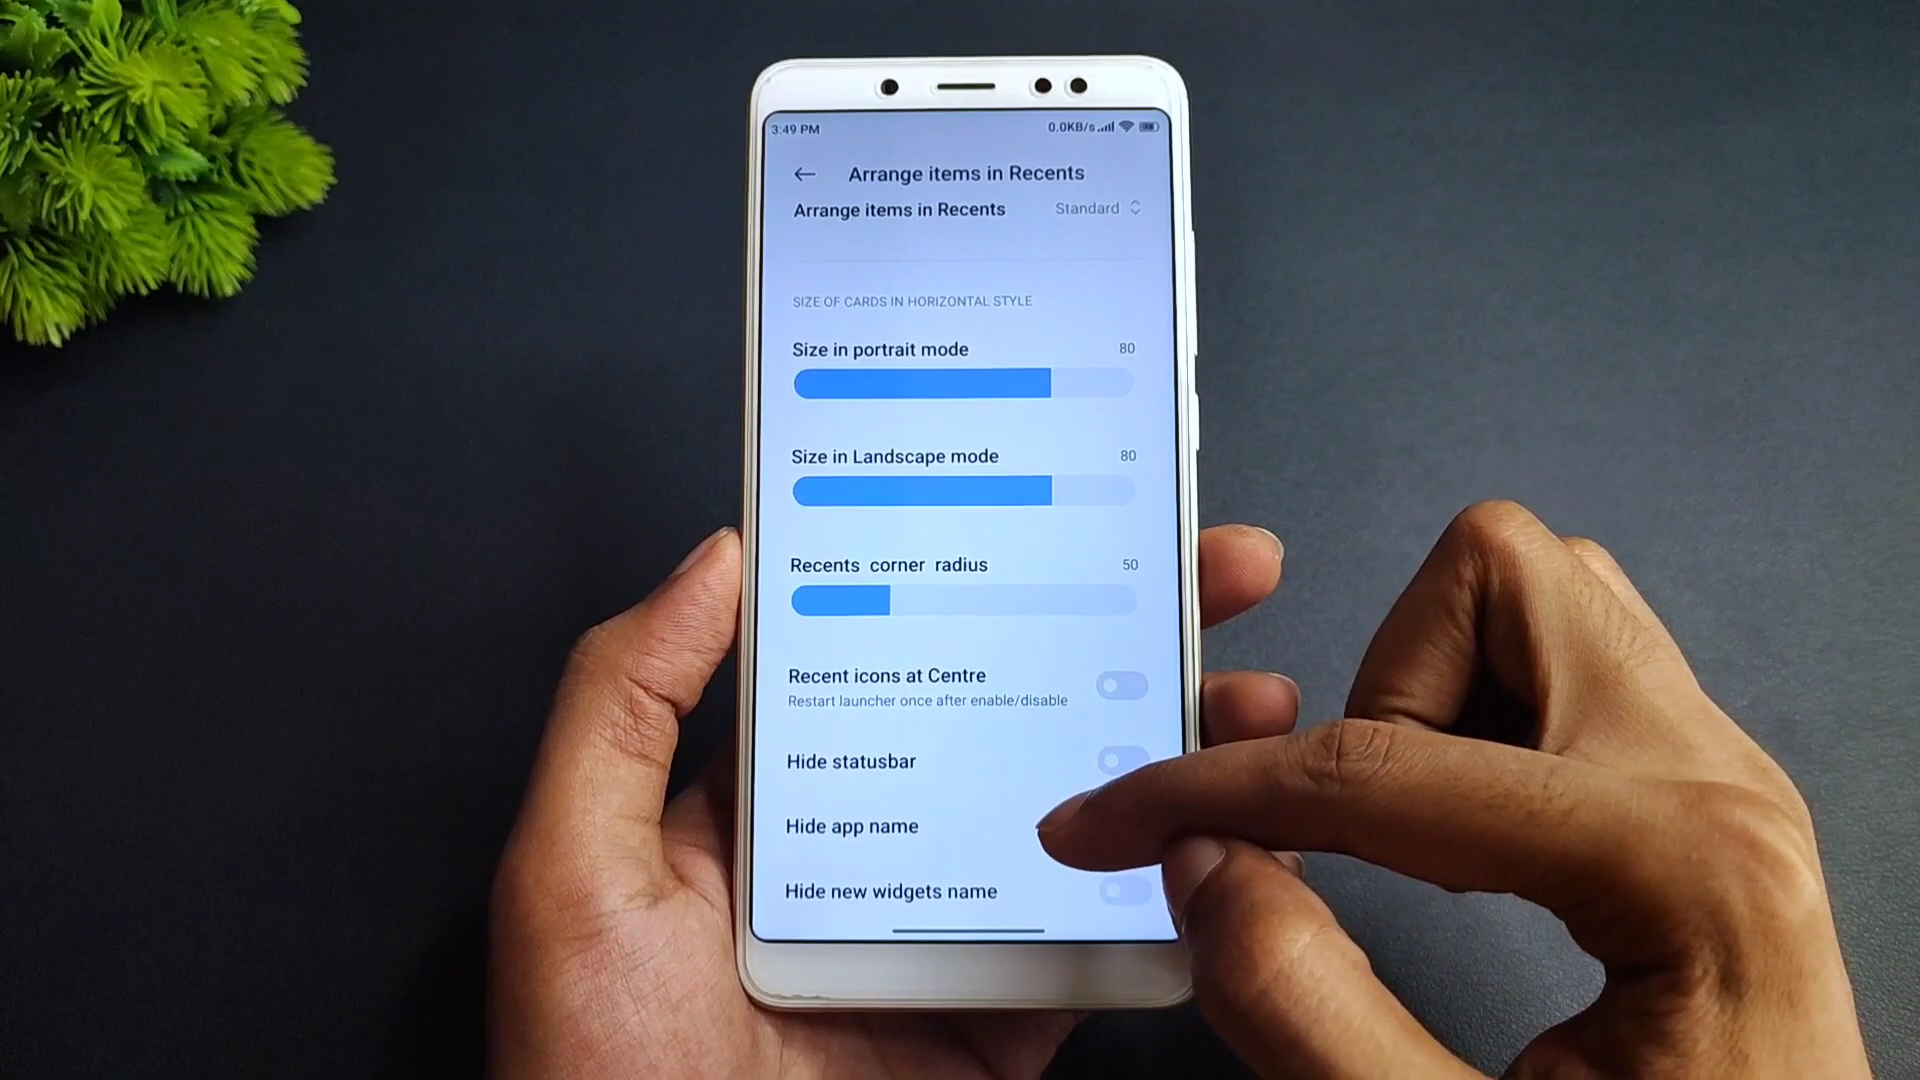 3:49 PM 0.0KB/s
Arrange items in Recents
Arrange items in Recents Standard
SIZE OF CARDS IN HORIZONTAL STYLE
Size in portrait mode 80
Size in Landscape mode 80
Recents corner radius 50
Recent icons at Centre
Restart launcher once after enable/disable
Hide statusbar
Hide app name
Hide new widgets name